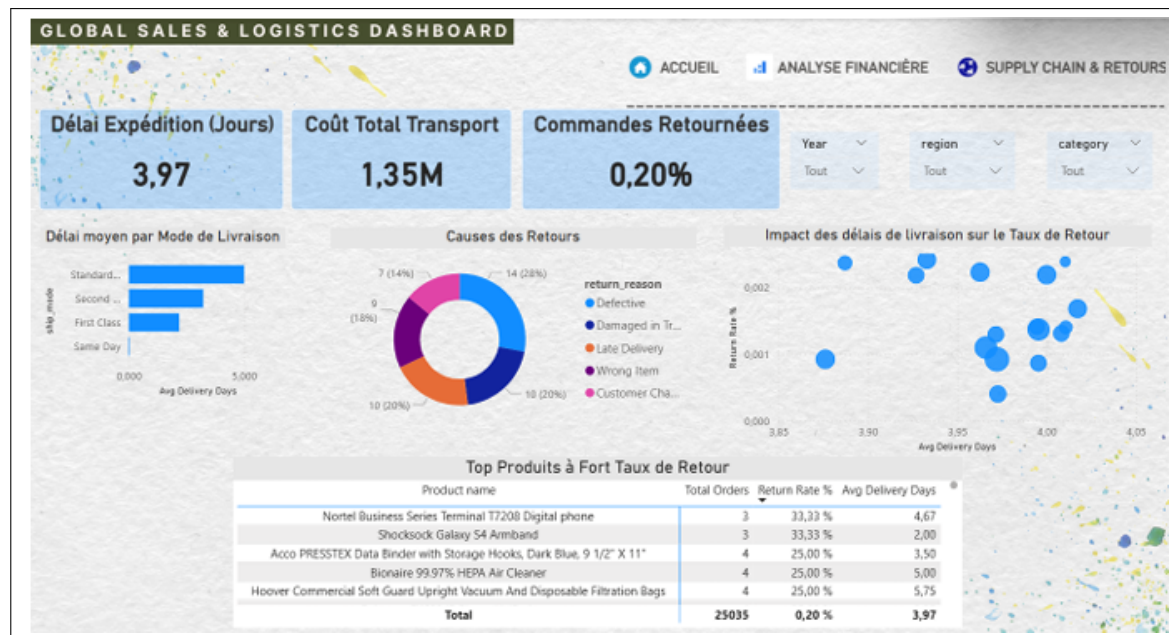 GLOBAL SALES & LOGISTICS DASHBOARD
ACCUEIL ANALYSE FINANCIÈRE SUPPLY CHAIN & RETOURS
Délai Expédition (Jours)
3,97
Coût Total Transport
1,35M
Commandes Retournées
0,20%
Year
Tout
region
Tout
category
Tout
Délai moyen par Mode de Livraison
ship_mode
Standard...
Second ...
First Class
Same Day
0,000 5,000
Avg Delivery Days
Causes des Retours
7 (14%)
14 (28%)
9
(18%)
10 (20%)
10 (20%)
return_reason
Defective
Damaged in Tr...
Late Delivery
Wrong Item
Customer Cha...
Impact des délais de livraison sur le Taux de Retour
Return Rate %
0,002
0,001
0,000
3,85 3,90 3,95 4,00 4,05
Avg Delivery Days
Top Produits à Fort Taux de Retour
Product name Total Orders Return Rate % Avg Delivery Days
Nortel Business Series Terminal T7208 Digital phone 3 33,33 % 4,67
Shocksock Galaxy S4 Armband 3 33,33 % 2,00
Acco PRESSTEX Data Binder with Storage Hooks, Dark Blue, 9 1/2" X 11" 4 25,00 % 3,50
Bionaire 99.97% HEPA Air Cleaner 4 25,00 % 5,00
Hoover Commercial Soft Guard Upright Vacuum And Disposable Filtration Bags 4 25,00 % 5,75
Total 25035 0,20 % 3,97